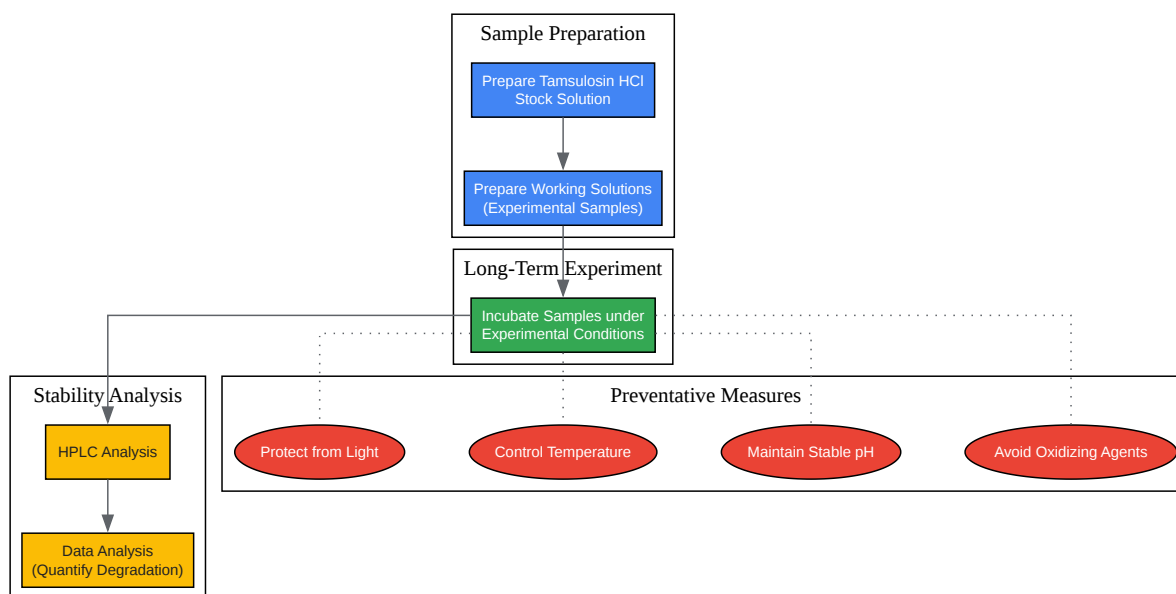 Sample Preparation
Prepare Tamsulosin HCl
Stock Solution
Prepare Working Solutions
(Experimental Samples)
Long-Term Experiment
Incubate Samples under
Experimental Conditions
Stability Analysis
HPLC Analysis
Data Analysis
(Quantify Degradation)
Preventative Measures
Protect from Light
Control Temperature
Maintain Stable pH
Avoid Oxidizing Agents